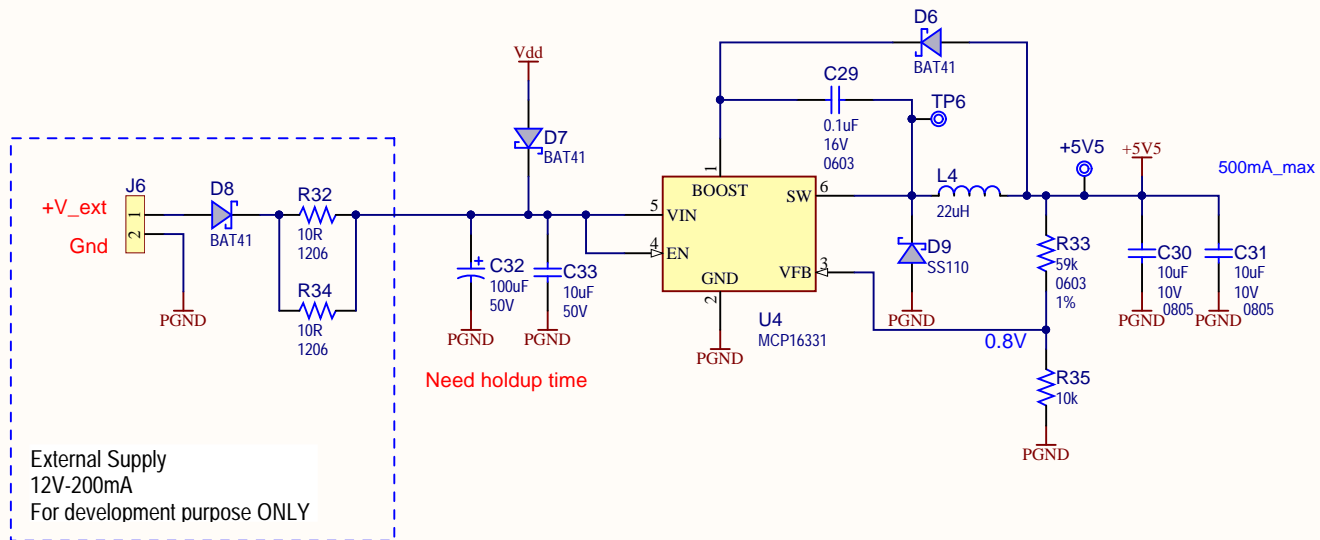 D6
BAT41
Vdd
C29
0.1uF
16V
0603
TP6
D7
BAT41
+5V5
+5V5
500mA_max
J6
+V_ext
1
Gnd
2
D8
BAT41
R32
10R
1206
1
BOOST
SW
6
L4
22uH
5
VIN
4
EN
GND
2
VFB
3
D9
SS110
R33
59k
0603
1%
C30
10uF
10V
0805
C31
10uF
10V
0805
C32
100uF
50V
C33
10uF
50V
R34
10R
1206
PGND
PGND
PGND
PGND
PGND
PGND
PGND
U4
MCP16331
0.8V
Need holdup time
R35
10k
PGND
External Supply
12V-200mA
For development purpose ONLY